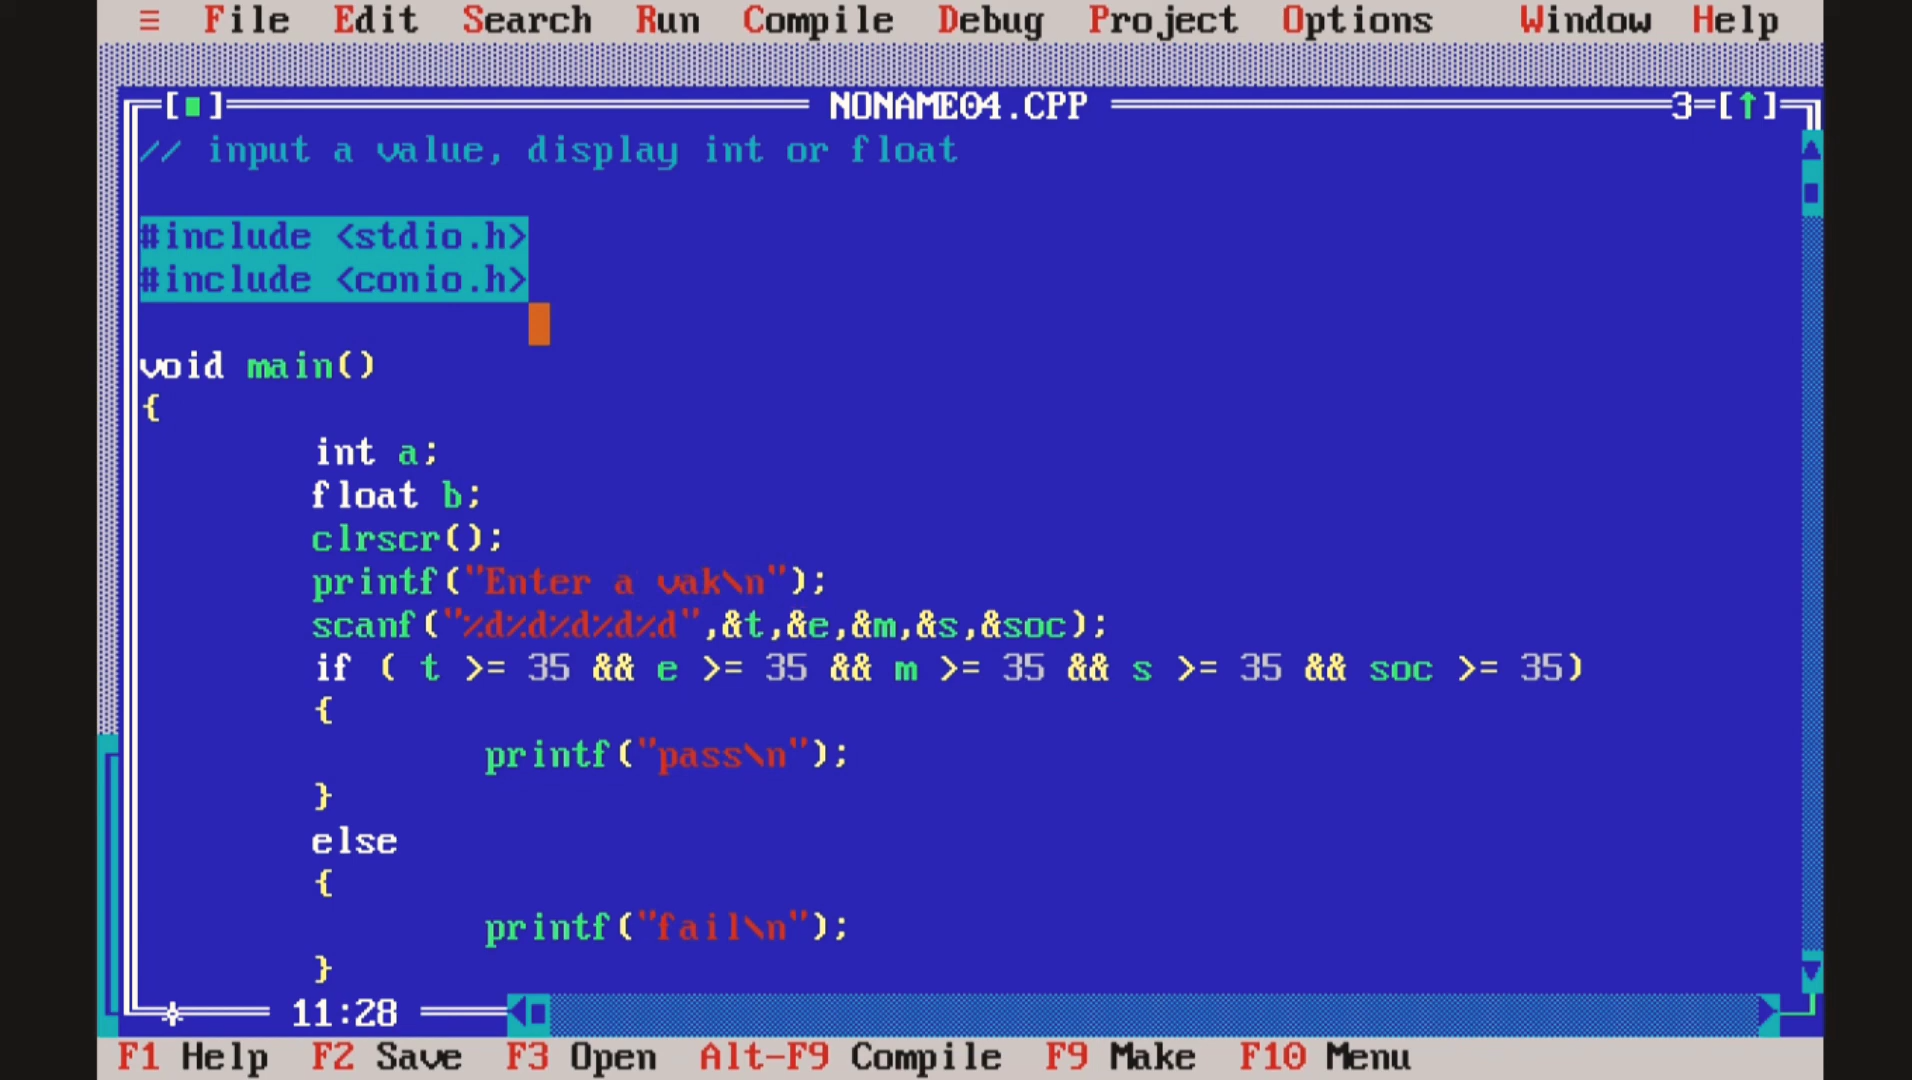 ≡ File Edit Search Run Compile Debug Project Options Window Help
[■] NONAME04.CPP 3=[↑]
// input a value, display int or float
#include <stdio.h>
#include <conio.h>
void main()
{
int a;
float b;
clrscr();
printf("Enter a vak\n");
scanf("%d%d%d%d%d",&t,&e,&m,&s,&soc);
if ( t >= 35 && e >= 35 && m >= 35 && s >= 35 && soc >= 35)
{
printf("pass\n");
}
else
{
printf("fail\n");
}
11:28
F1 Help F2 Save F3 Open Alt-F9 Compile F9 Make F10 Menu